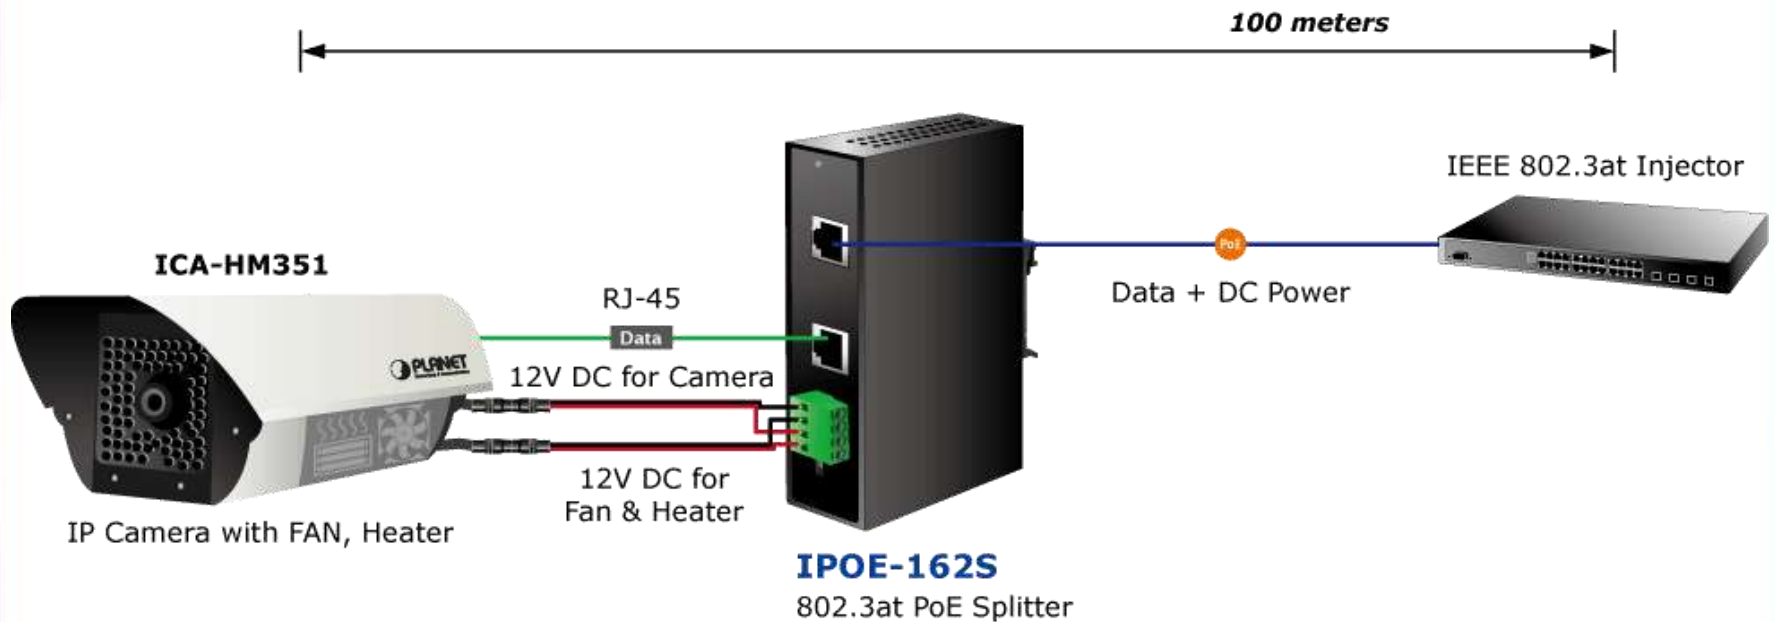 100 meters
IEEE 802.3at Injector
ICA-HM351
RJ-45
Data
PoE
Data + DC Power
PLANET
12V DC for Camera
12V DC for
Fan & Heater
IP Camera with FAN, Heater
IPOE-162S
802.3at PoE Splitter